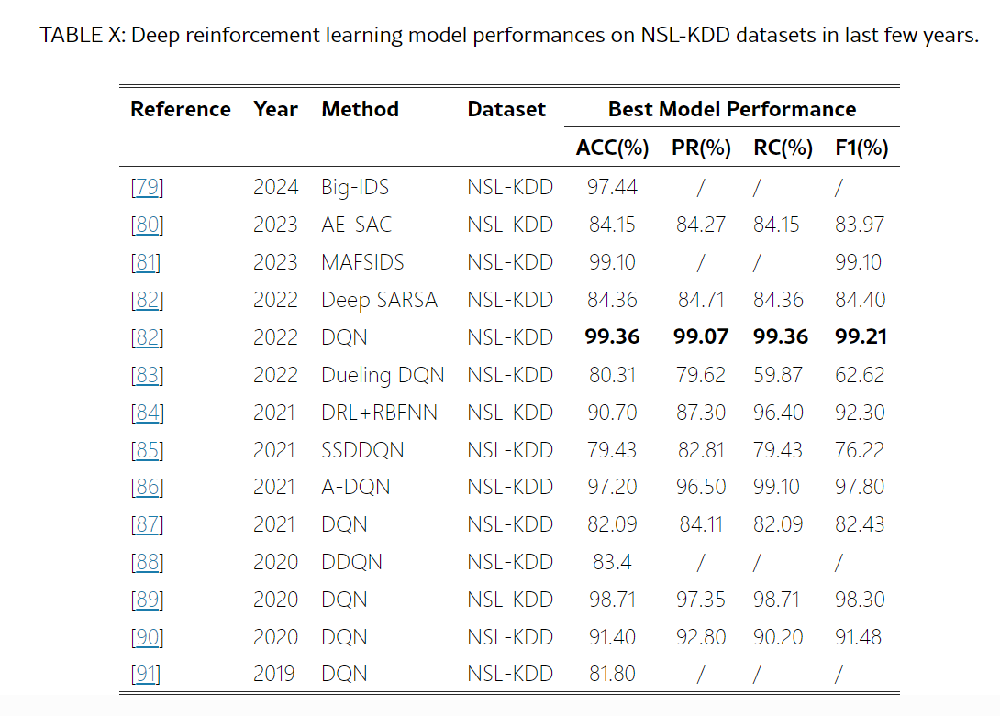 TABLE X: Deep reinforcement learning model performances on NSL-KDD datasets in last few years.
Reference Year Method Dataset Best Model Performance
ACC(%) PR(%) RC(%) F1(%)
[79] 2024 Big-IDS NSL-KDD 97.44 / / /
[80] 2023 AE-SAC NSL-KDD 84.15 84.27 84.15 83.97
[81] 2023 MAFSIDS NSL-KDD 99.10 / / 99.10
[82] 2022 Deep SARSA NSL-KDD 84.36 84.71 84.36 84.40
[82] 2022 DQN NSL-KDD 99.36 99.07 99.36 99.21
[83] 2022 Dueling DQN NSL-KDD 80.31 79.62 59.87 62.62
[84] 2021 DRL+RBFNN NSL-KDD 90.70 87.30 96.40 92.30
[85] 2021 SSDDQN NSL-KDD 79.43 82.81 79.43 76.22
[86] 2021 A-DQN NSL-KDD 97.20 96.50 99.10 97.80
[87] 2021 DQN NSL-KDD 82.09 84.11 82.09 82.43
[88] 2020 DDQN NSL-KDD 83.4 / / /
[89] 2020 DQN NSL-KDD 98.71 97.35 98.71 98.30
[90] 2020 DQN NSL-KDD 91.40 92.80 90.20 91.48
[91] 2019 DQN NSL-KDD 81.80 / / /